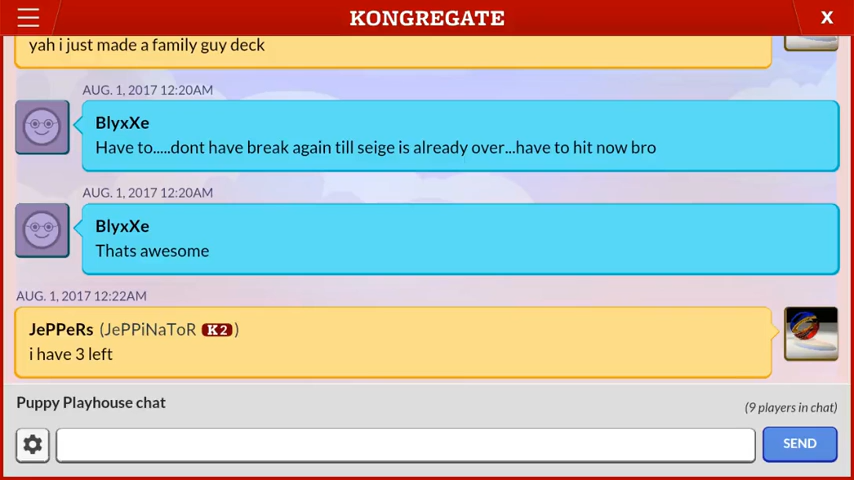 KONGREGATE
X
yah i just made a family guy deck
AUG. 1, 2017 12:20AM
BlyxXe
Have to.....dont have break again till seige is already over...have to hit now bro
AUG. 1, 2017 12:20AM
BlyxXe
Thats awesome
AUG. 1, 2017 12:22AM
JePPeRs (JePPiNaToR K2)
i have 3 left
Puppy Playhouse chat
(9 players in chat)
SEND